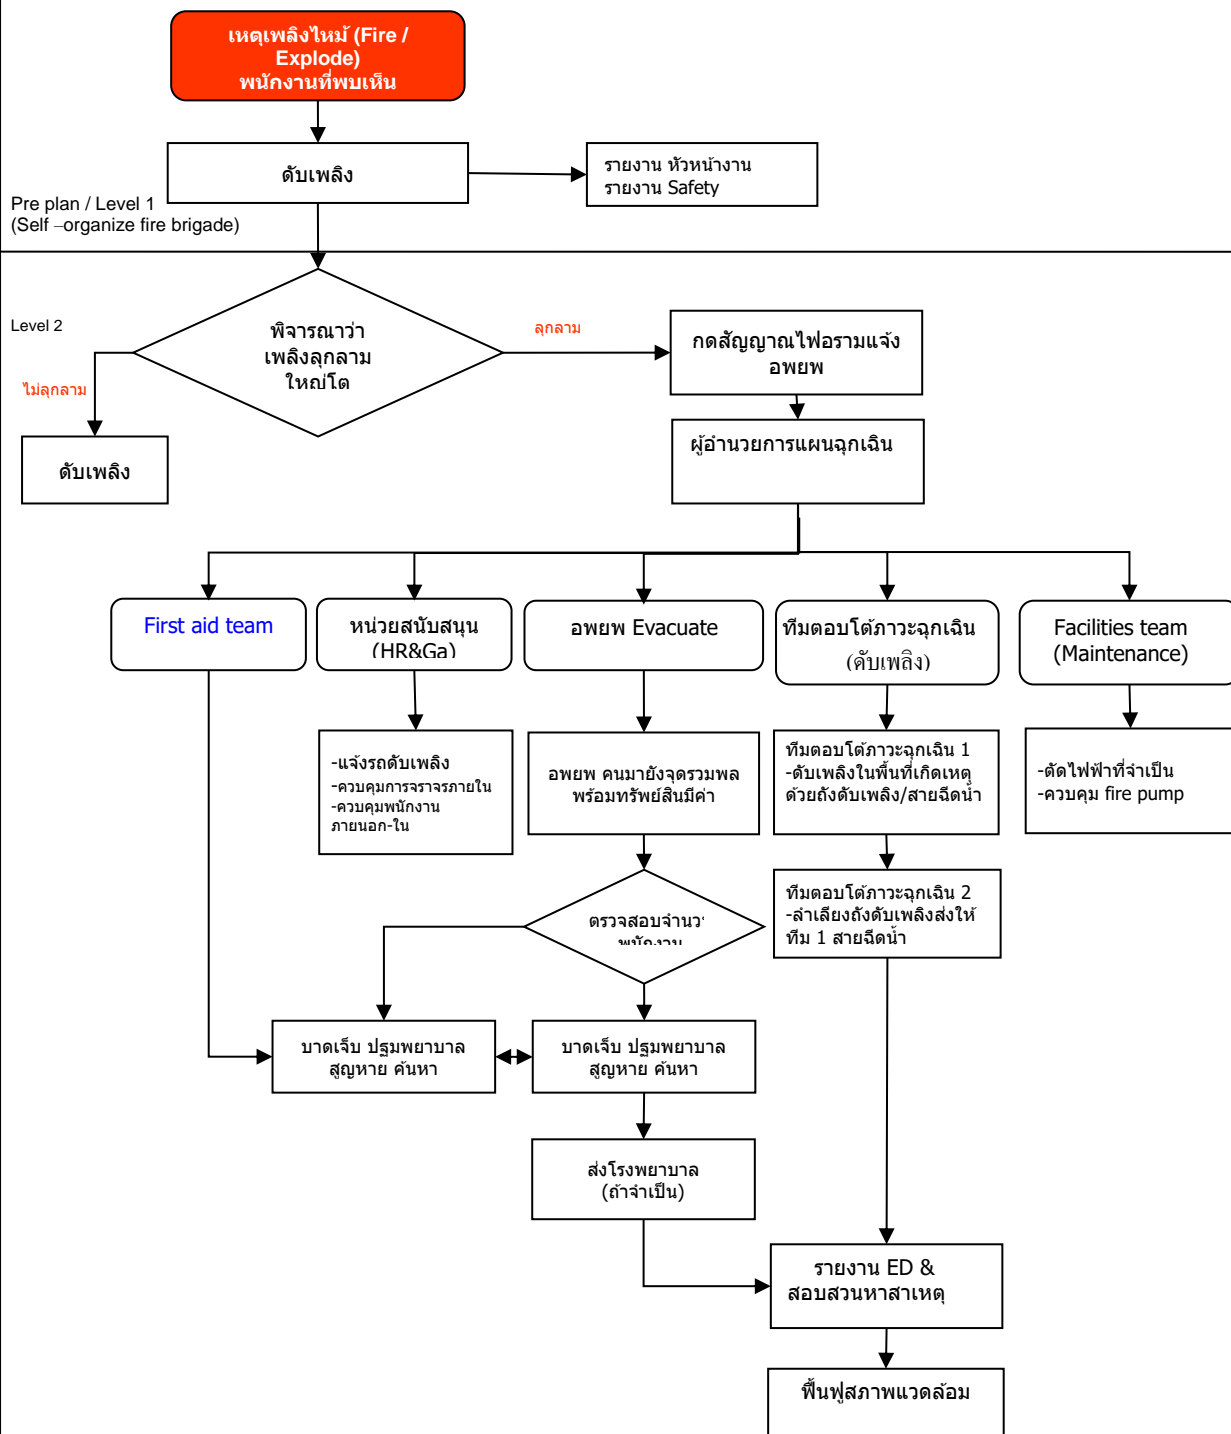 เหตุเพลิงไหม้ (Fire /
Explode)
พนักงานที่พบเห็น
ดับเพลิง
รายงาน หัวหน้างาน
รายงาน Safety
Pre plan / Level 1
(Self –organize fire brigade)
Level 2
พิจารณาว่า
เพลิงลุกลาม
ใหญ่โต
ลุกลาม
กดสัญญาณไฟอรามแจ้ง
อพยพ
ไม่ลุกลาม
ดับเพลิง
ผู้อำนวยการแผนฉุกเฉิน
First aid team
หน่วยสนับสนุน
(HR&Ga)
อพยพ Evacuate
ทีมตอบโต้ภาวะฉุกเฉิน
(ดับเพลิง)
Facilities team
(Maintenance)
-แจ้งรถดับเพลิง
-ควบคุมการจราจรภายใน
-ควบคุมพนักงาน
ภายนอก-ใน
อพยพ คนมายังจุดรวมพล
พร้อมทรัพย์สินมีค่า
ทีมตอบโต้ภาวะฉุกเฉิน 1
-ดับเพลิงในพื้นที่เกิดเหตุ
ด้วยถังดับเพลิง/สายฉีดน้ำ
-ตัดไฟฟ้าที่จำเป็น
-ควบคุม fire pump
ทีมตอบโต้ภาวะฉุกเฉิน 2
-ลำเลียงถังดับเพลิงส่งให้
ทีม 1 สายฉีดน้ำ
ตรวจสอบจำนว
พนักงาน
บาดเจ็บ ปฐมพยาบาล
สูญหาย ค้นหา
บาดเจ็บ ปฐมพยาบาล
สูญหาย ค้นหา
ส่งโรงพยาบาล
(ถ้าจำเป็น)
รายงาน ED &
สอบสวนหาสาเหตุ
ฟื้นฟูสภาพแวดล้อม